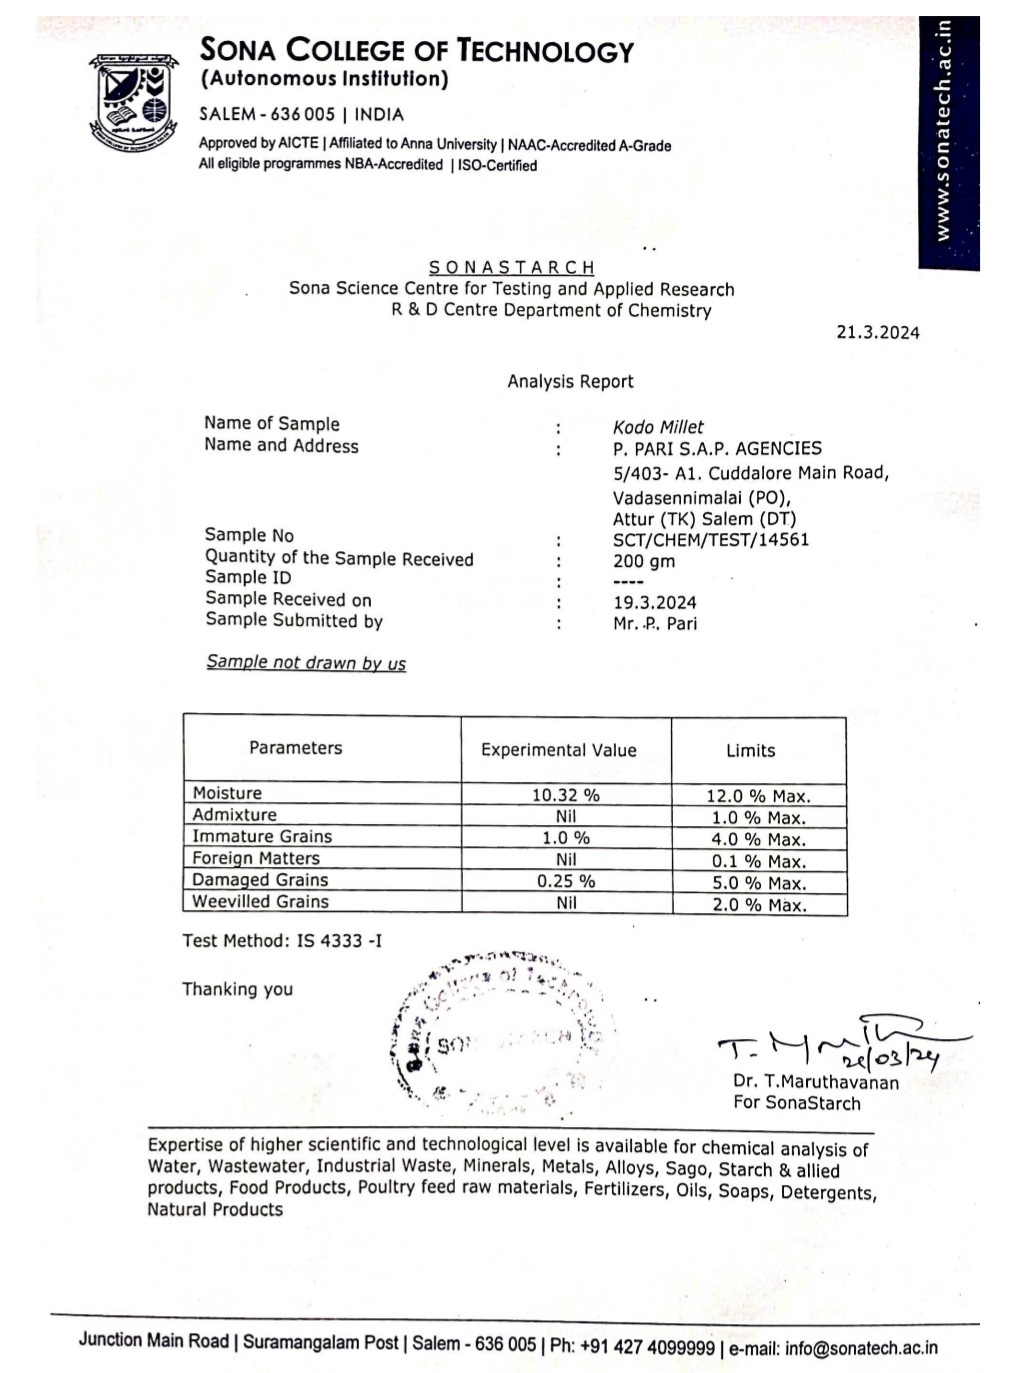 SONA COLLEGE OF TECHNOLOGY
(Autonomous Institution)
SALEM - 636 005 | INDIA
Approved by AICTE | Affiliated to Anna University | NAAC-Accredited A-Grade
All eligible programmes NBA-Accredited | ISO-Certified
www.sonatech.ac.in
SONASTARCH
Sona Science Centre for Testing and Applied Research
R & D Centre Department of Chemistry
21.3.2024
Analysis Report
Name of Sample : Kodo Millet
Name and Address : P. PARI S.A.P. AGENCIES
5/403- A1. Cuddalore Main Road,
Vadasennimalai (PO),
Attur (TK) Salem (DT)
Sample No : SCT/CHEM/TEST/14561
Quantity of the Sample Received : 200 gm
Sample ID : ----
Sample Received on : 19.3.2024
Sample Submitted by : Mr. P. Pari
Sample not drawn by us
Parameters Experimental Value Limits
Moisture 10.32 % 12.0 % Max.
Admixture Nil 1.0 % Max.
Immature Grains 1.0 % 4.0 % Max.
Foreign Matters Nil 0.1 % Max.
Damaged Grains 0.25 % 5.0 % Max.
Weevilled Grains Nil 2.0 % Max.
Test Method: IS 4333 -I
Thanking you
College of Technology
Dr. T.Maruthavanan
For SonaStarch
Expertise of higher scientific and technological level is available for chemical analysis of
Water, Wastewater, Industrial Waste, Minerals, Metals, Alloys, Sago, Starch & allied
products, Food Products, Poultry feed raw materials, Fertilizers, Oils, Soaps, Detergents,
Natural Products
Junction Main Road | Suramangalam Post | Salem - 636 005 | Ph: +91 427 4099999 | e-mail: info@sonatech.ac.in